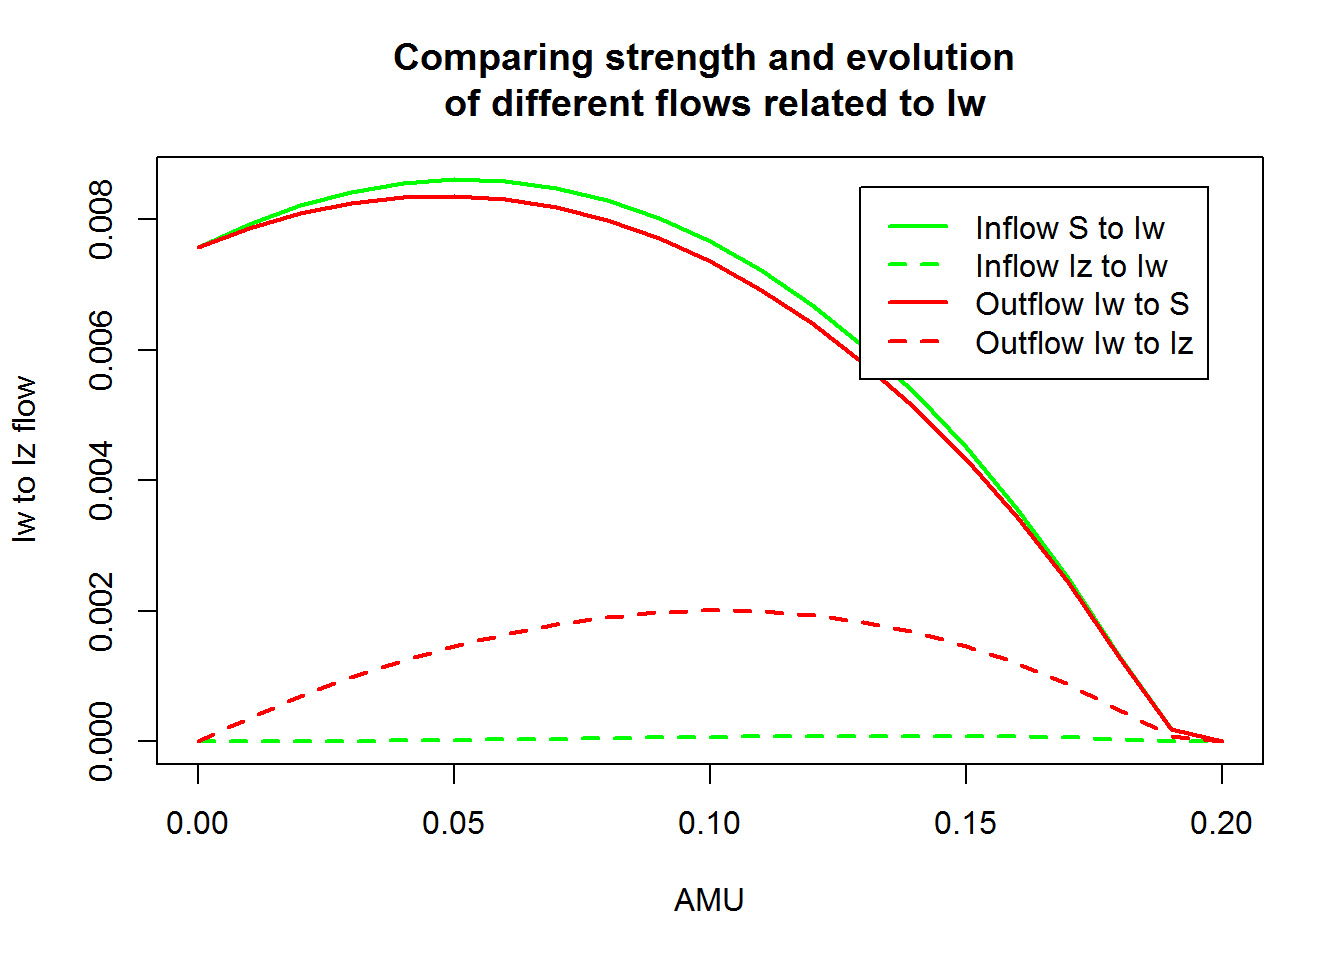 Comparing strength and evolution
of different flows related to Iw
Iw to Iz flow
0.008
0.006
0.004
0.002
0.000
Inflow S to Iw
Inflow Iz to Iw
Outflow Iw to S
Outflow Iw to Iz
0.00 0.05 0.10 0.15 0.20
AMU